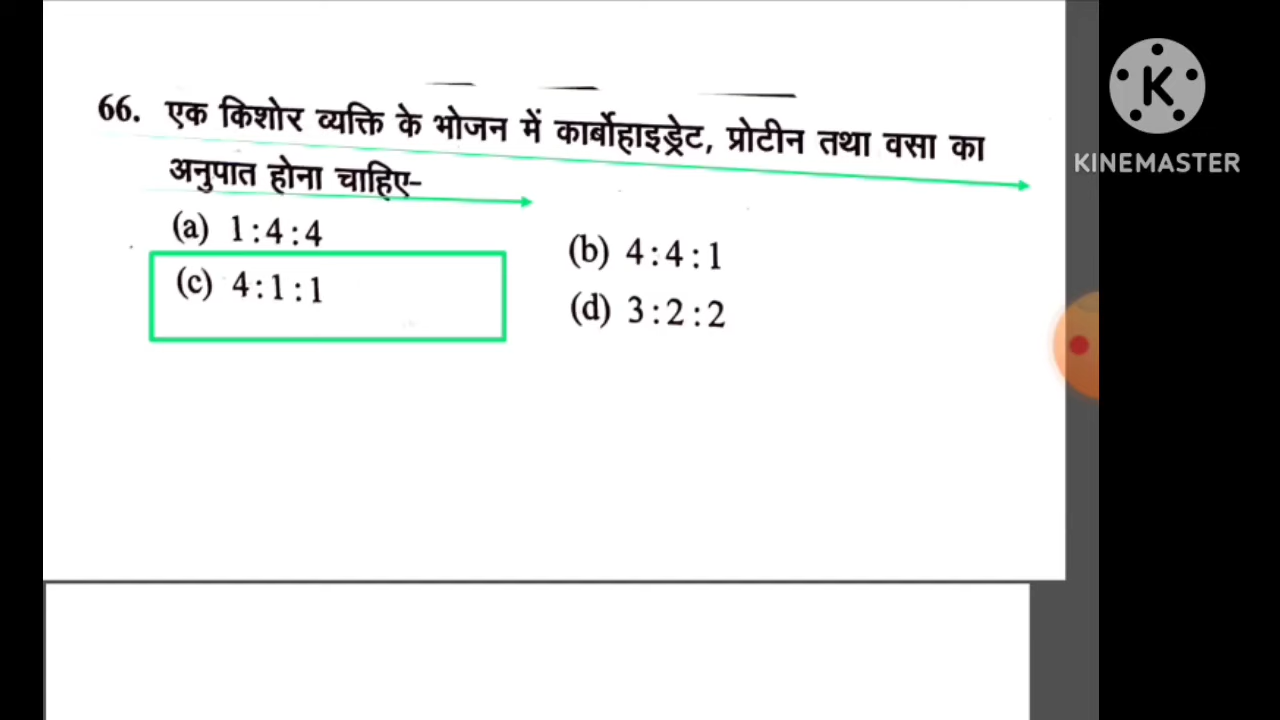 66. एक किशोर व्यक्ति के भोजन में कार्बोहाइड्रेट, प्रोटीन तथा वसा का
अनुपात होना चाहिए-
(a) 1 : 4 : 4
(b) 4 : 4 : 1
(c) 4 : 1 : 1
(d) 3 : 2 : 2
K
KINEMASTER